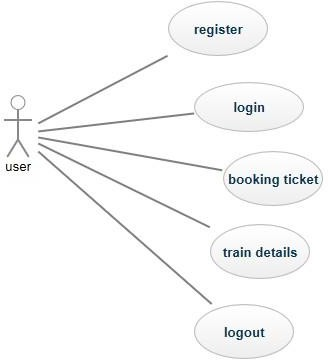 register
login
user
booking ticket
train details
logout